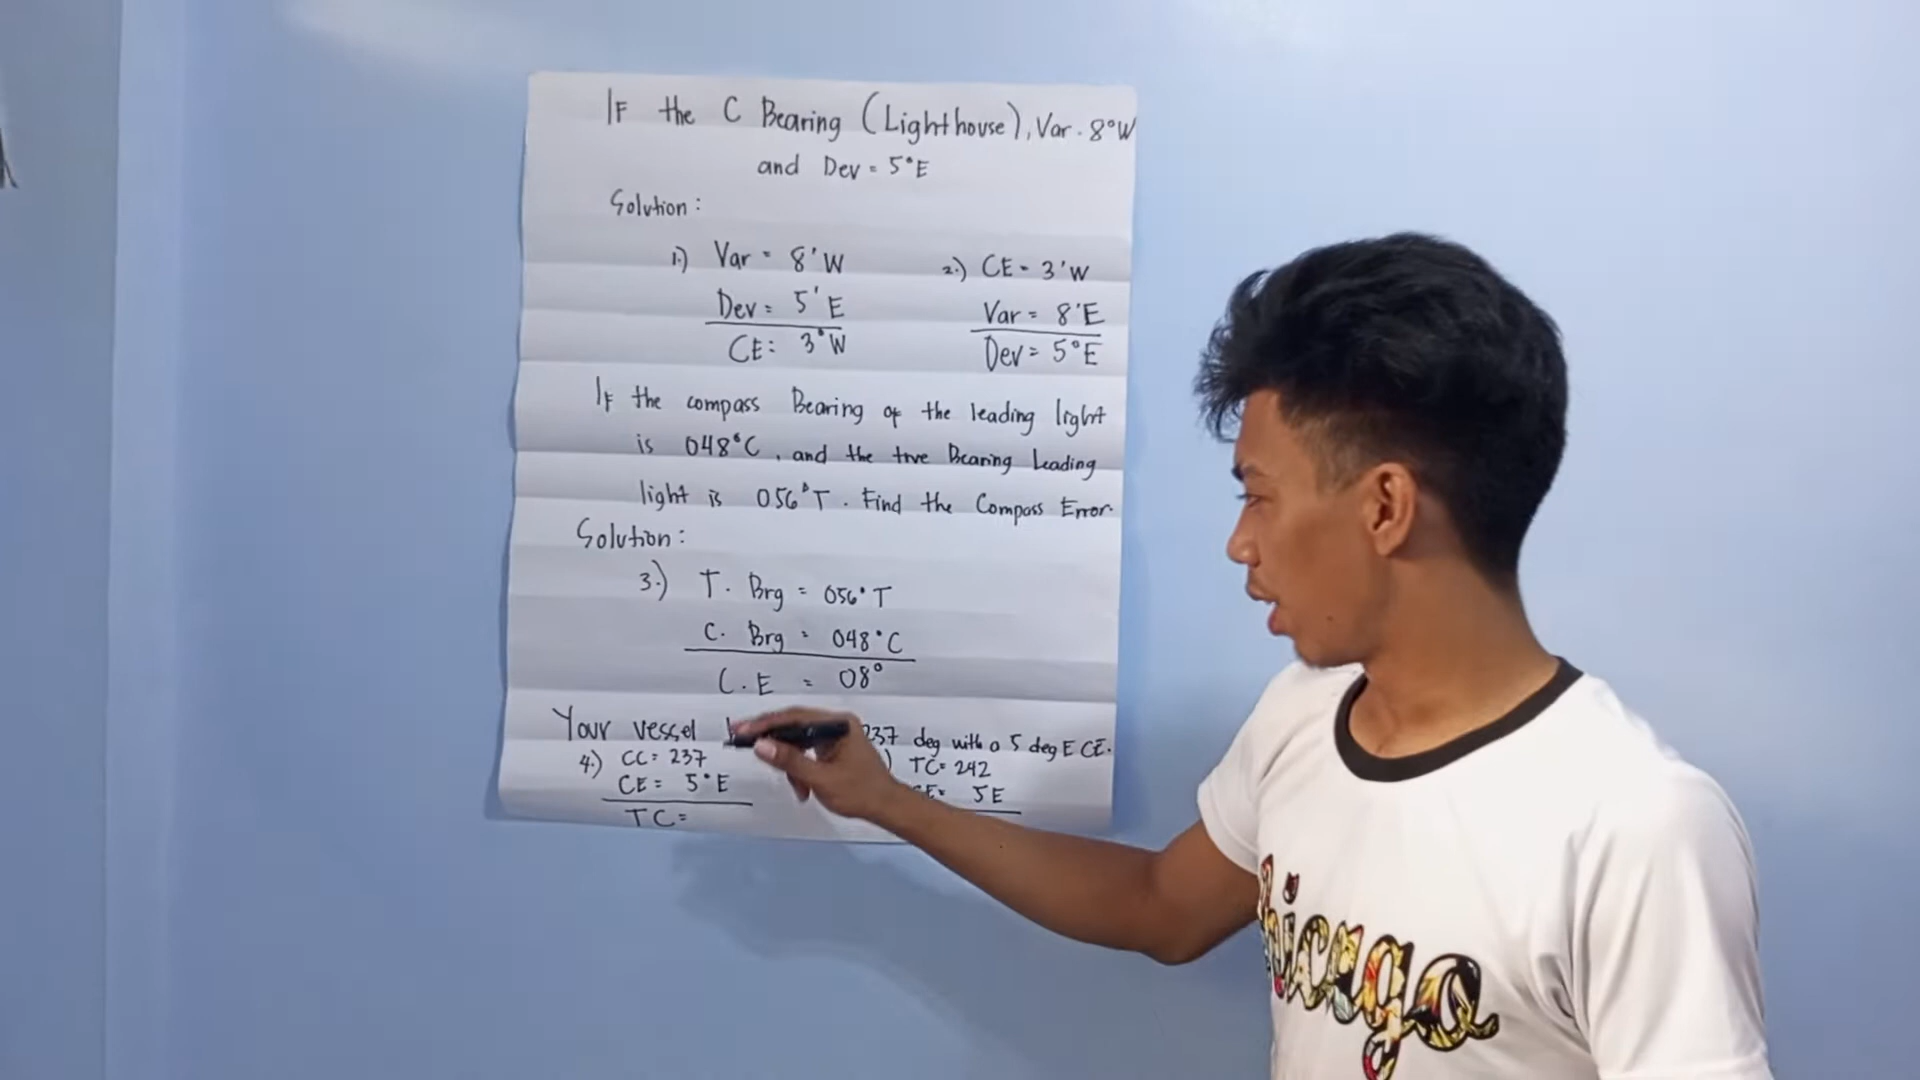 IF the C Bearing (Lighthouse), Var. 8°W
and Dev = 5°E
Solution:
1.) Var = 8'W
Dev = 5'E
CE: 3°W
2.) CE = 3'W
Var = 8'E
Dev = 5°E
If the compass Bearing of the leading light
is 048°C, and the true Bearing Leading
light is 056°T. Find the Compass Error.
Solution:
3.) T. Brg = 056°T
C. Brg = 048°C
C.E = 08°
Your vessel 237 deg with a 5 deg E CE.
4.) CC = 237
CE = 5°E
TC =
) TC = 242
E = 5E
hicago